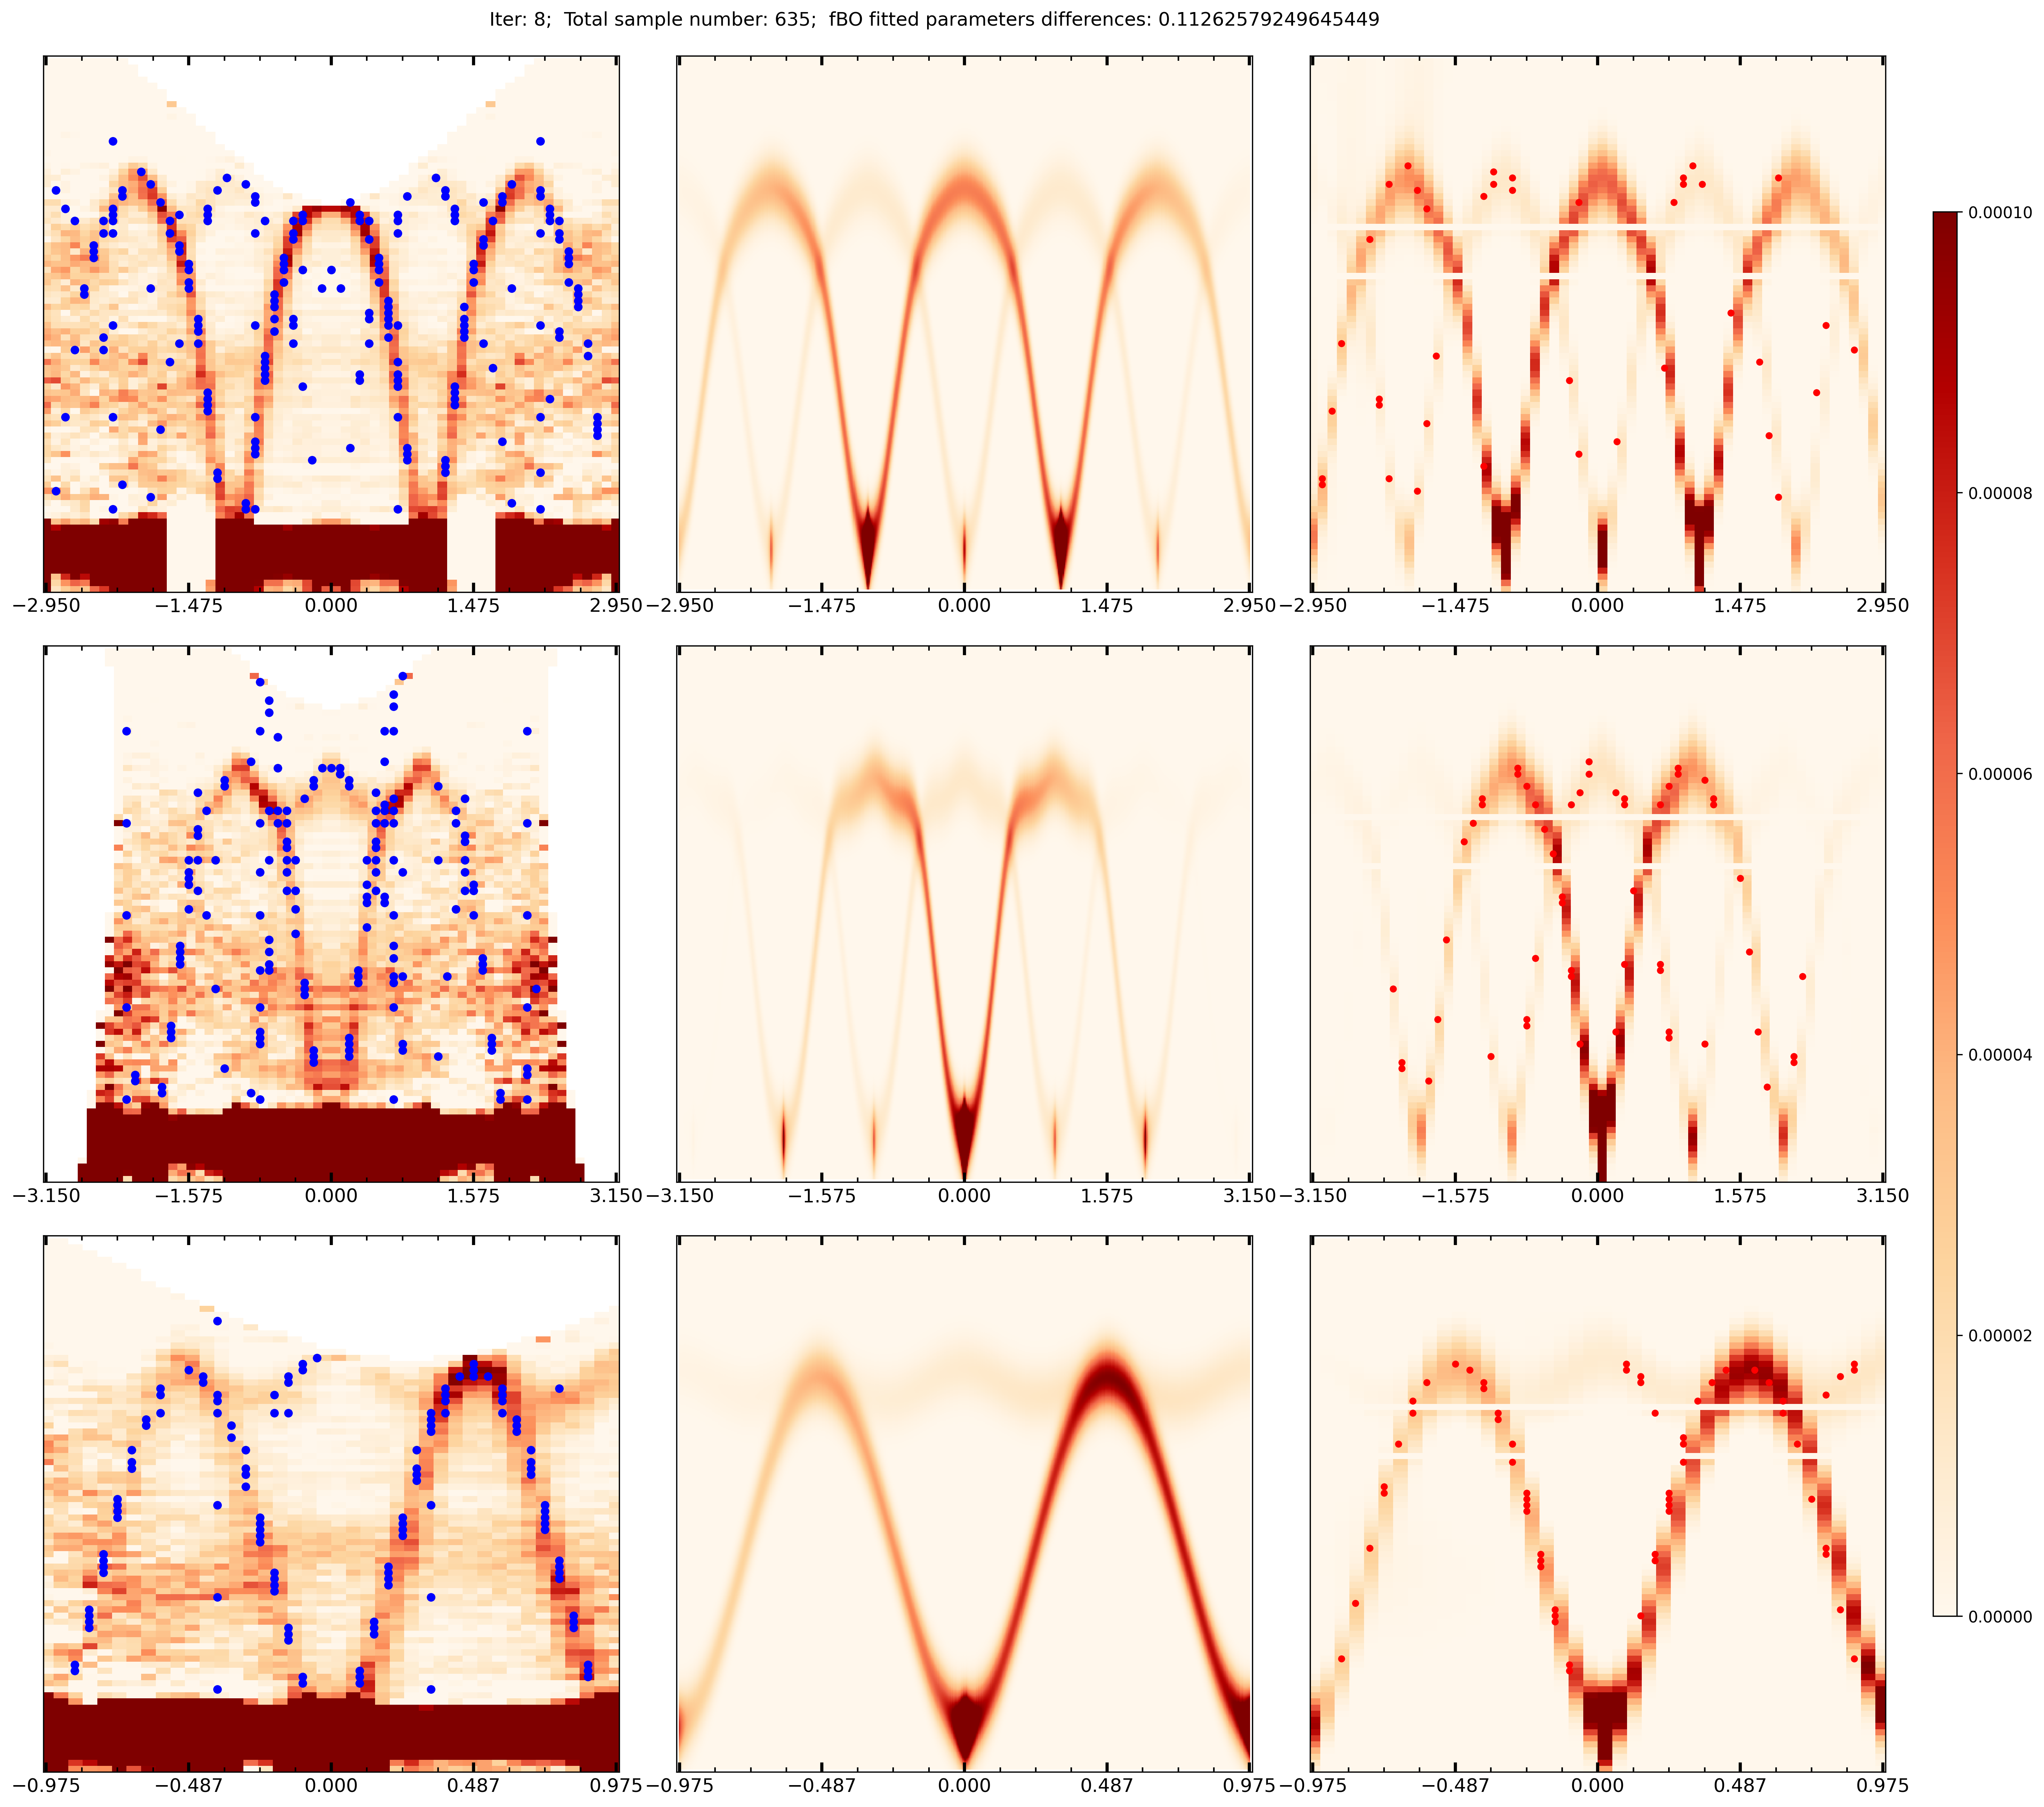 Iter: 8;  Total sample number: 635;  fBO fitted parameters differences: 0.11262579249645449
−2.950 −1.475 0.000 1.475 2.950 −2.950 −1.475 0.000 1.475 2.950 −2.950 −1.475 0.000 1.475 2.950
−3.150 −1.575 0.000 1.575 3.150 −3.150 −1.575 0.000 1.575 3.150 −3.150 −1.575 0.000 1.575 3.150
−0.975 −0.487 0.000 0.487 0.975 −0.975 −0.487 0.000 0.487 0.975 −0.975 −0.487 0.000 0.487 0.975
0.00010
0.00008
0.00006
0.00004
0.00002
0.00000